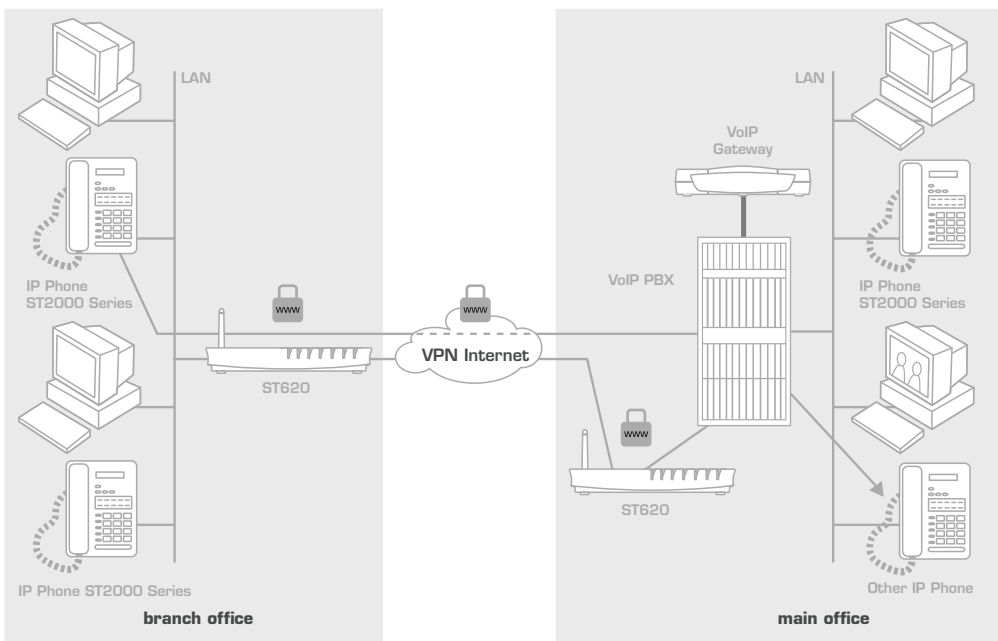 LAN
IP Phone
ST2000 Series
www
ST620
IP Phone ST2000 Series
branch office
www
VPN Internet
LAN
VoIP
Gateway
VoIP PBX
IP Phone
ST2000 Series
www
ST620
Other IP Phone
main office